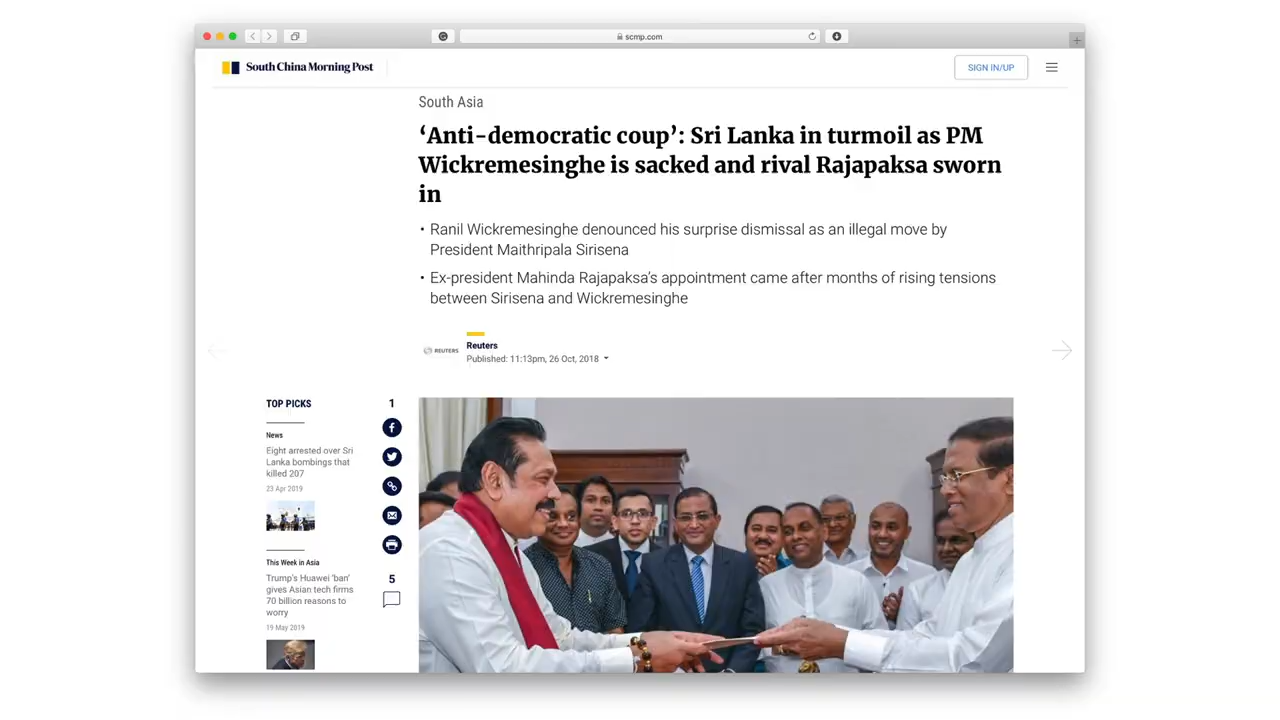 scmp.com
South China Morning Post
SIGN IN/UP
South Asia
‘Anti-democratic coup’: Sri Lanka in turmoil as PM
Wickremesinghe is sacked and rival Rajapaksa sworn
in
• Ranil Wickremesinghe denounced his surprise dismissal as an illegal move by
President Maithripala Sirisena
• Ex-president Mahinda Rajapaksa’s appointment came after months of rising tensions
between Sirisena and Wickremesinghe
REUTERS
Reuters
Published: 11:13pm, 26 Oct, 2018
TOP PICKS
News
Eight arrested over Sri
Lanka bombings that
killed 207
23 Apr 2019
This Week in Asia
Trump’s Huawei ‘ban’
gives Asian tech firms
70 billion reasons to
worry
19 May 2019
1
5